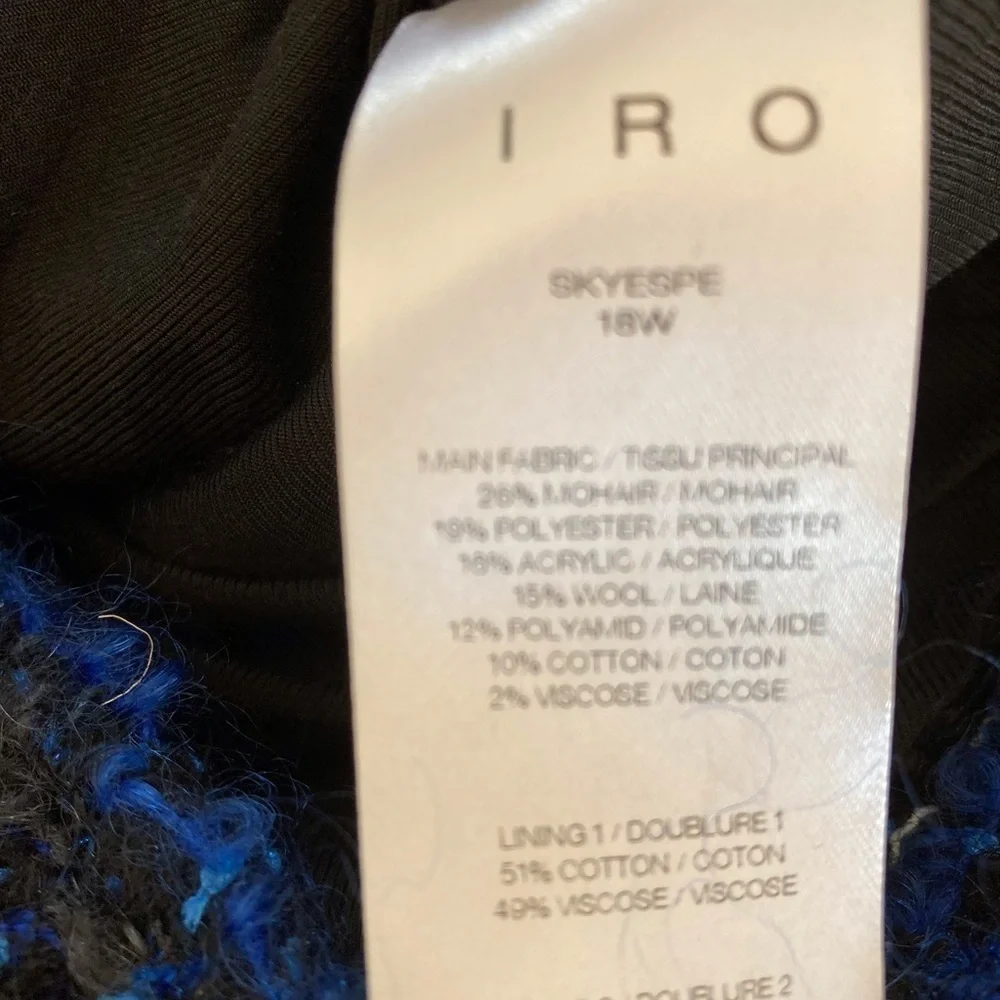 IRO
SKYESPE
18W
MAIN FABRIC / TISSU PRINCIPAL
26% MOHAIR / MOHAIR
19% POLYESTER / POLYESTER
16% ACRYLIC / ACRYLIQUE
15% WOOL / LAINE
12% POLYAMID / POLYAMIDE
10% COTTON / COTON
2% VISCOSE / VISCOSE
LINING 1 / DOUBLURE 1
51% COTTON / COTON
49% VISCOSE / VISCOSE
/ DOUBLURE 2